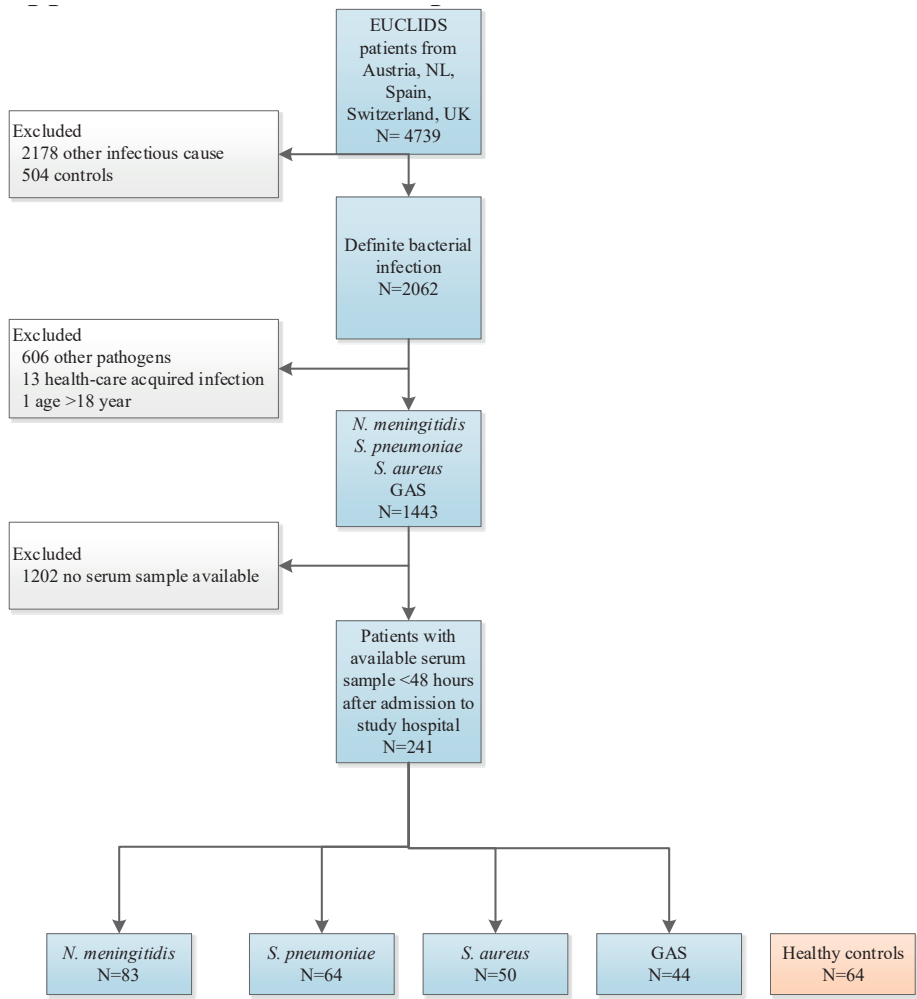 EUCLIDS
patients from
Austria, NL,
Spain,
Switzerland, UK
N= 4739
Excluded
2178 other infectious cause
504 controls
Definite bacterial
infection
N=2062
Excluded
606 other pathogens
13 health-care acquired infection
1 age >18 year
N. meningitidis
S. pneumoniae
S. aureus
GAS
N=1443
Excluded
1202 no serum sample available
Patients with
available serum
sample <48 hours
after admission to
study hospital
N=241
N. meningitidis
N=83
S. pneumoniae
N=64
S. aureus
N=50
GAS
N=44
Healthy controls
N=64